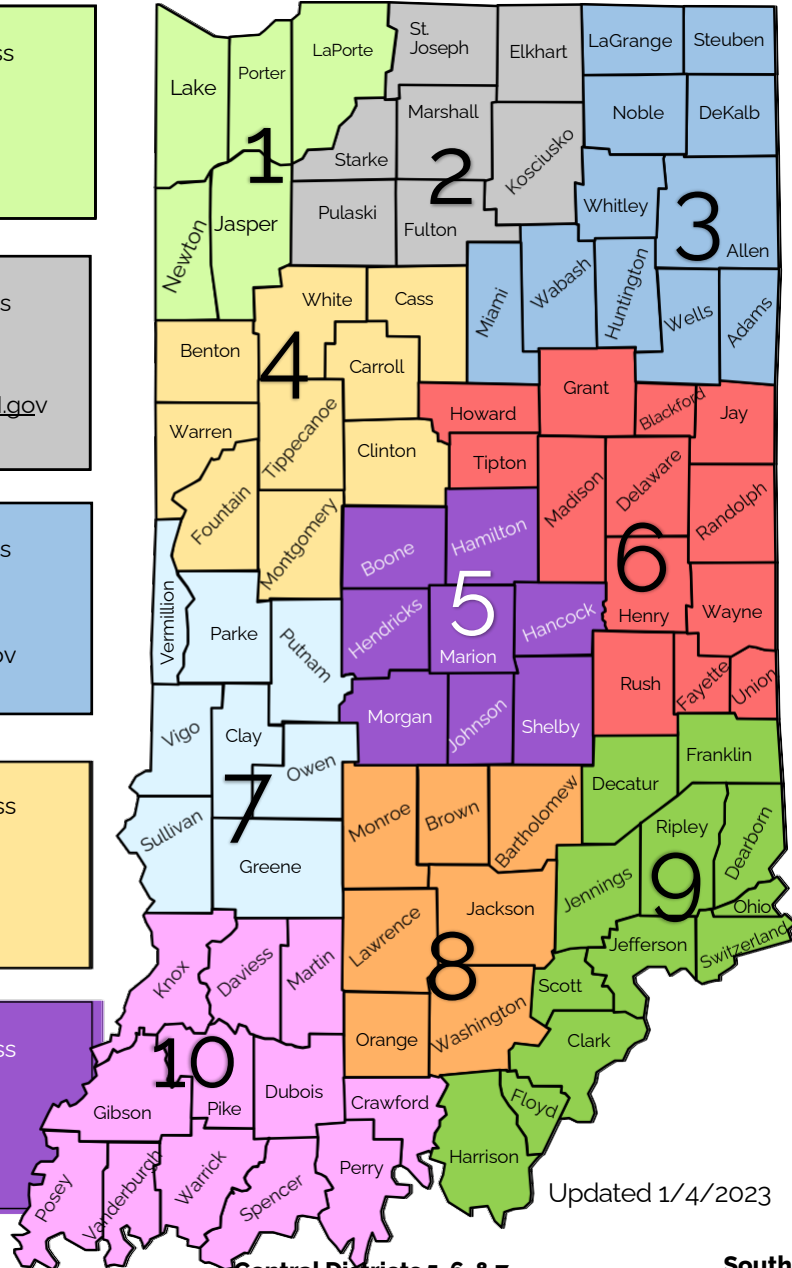 ss
St.
Joseph
LaPorte
Elkhart
LaGrange
Steuben
Lake
Porter
Marshall
Noble
DeKalb
1
Starke
2
Kosciusko
Pulaski
Whitley
3
Newton
Jasper
Fulton
Allen
s
White
Cass
Miami
Wabash
Huntington
Wells
Adams
Benton
4
Carroll
Grant
l.gov
Howard
Blackford
Jay
Warren
Tippecanoe
Clinton
Tipton
Madison
Delaware
Randolph
Fountain
Montgomery
Boone
Hamilton
s
6
5
Vermillion
Parke
Putnam
Hendricks
Marion
Hancock
Henry
Wayne
ov
Rush
Fayette
Union
Vigo
Clay
Morgan
Johnson
Shelby
Owen
Franklin
7
Decatur
ss
Sullivan
Monroe
Brown
Bartholomew
Ripley
Dearborn
Greene
Jennings
9
Jackson
Ohio
Lawrence
Jefferson
Switzerland
Knox
Daviess
Martin
8
Scott
Washington
ss
10
Orange
Clark
Gibson
Pike
Dubois
Crawford
Floyd
Harrison
Posey
Vanderburgh
Warrick
Spencer
Perry
Updated 1/4/2023
Central Districts 5, 6, & 7
South